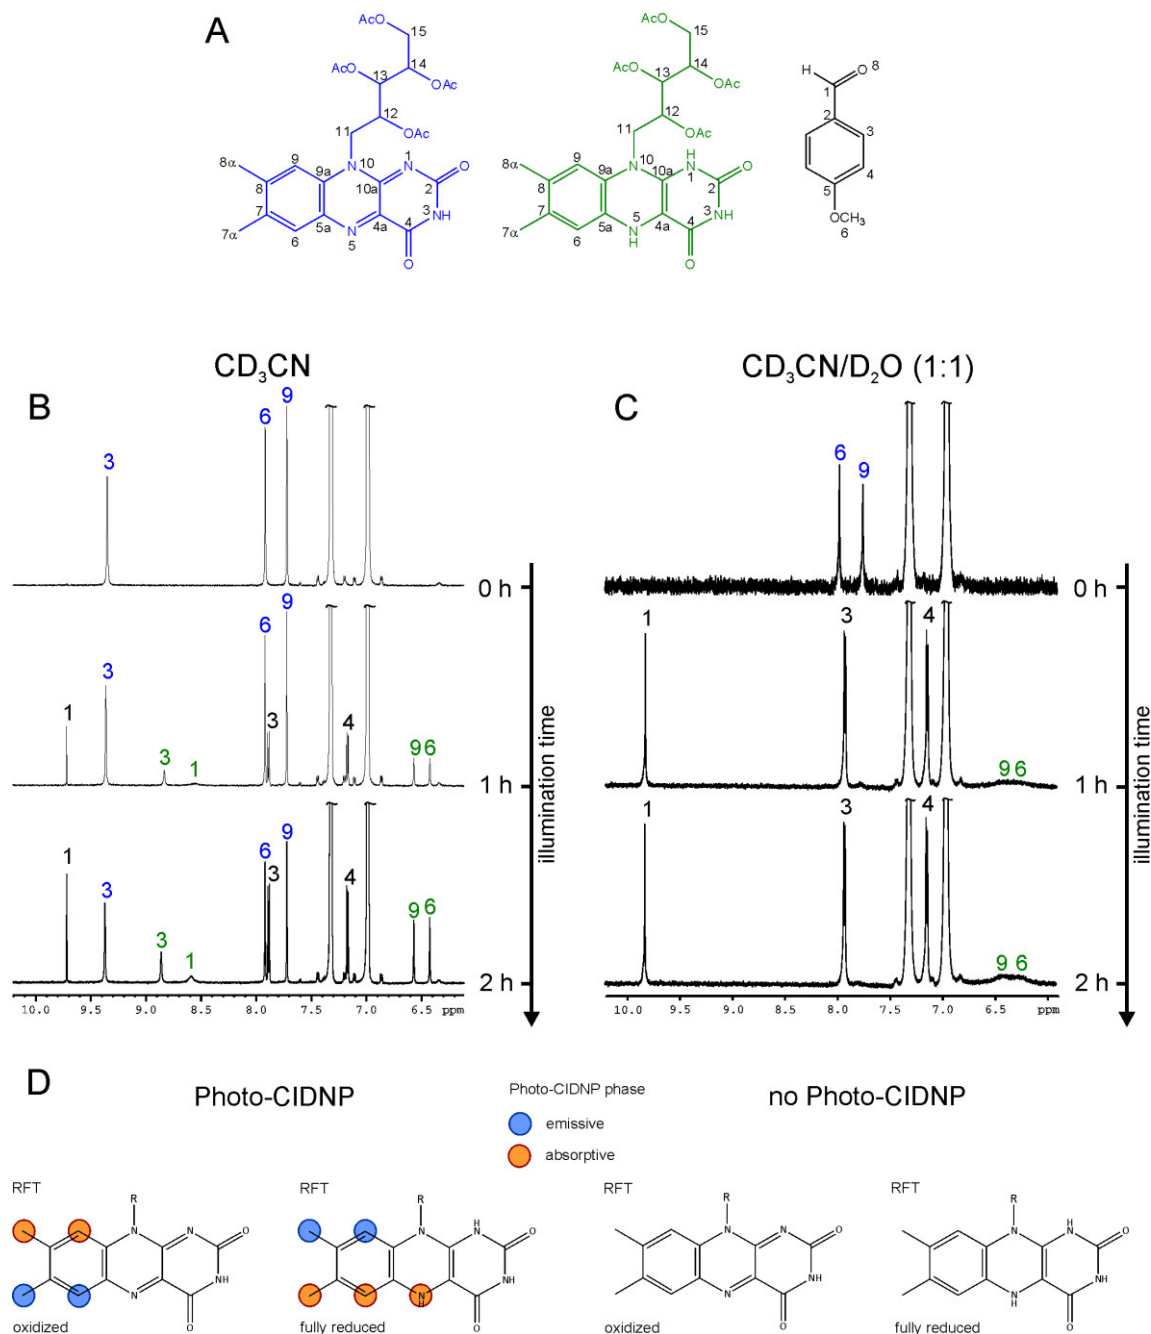 A
AcO
15
14
AcO
13
OAc
12
OAc
11
8α
9
9a
10
N
1
N
O
8
10a
2
7
5a
N
5
4a
4
3
NH
7α
6
O
AcO
15
14
AcO
13
OAc
12
OAc
11
8α
9
9a
10
N
10a
H
N
1
O
8
2
7
5a
5
N
H
4a
4
3
NH
7α
6
O
H
O
8
1
2
3
4
5
OCH3
6
CD3CN
CD3CN/D2O (1:1)
B
3
6
9
0 h
1
3
3
1
6
3
9
4
9
6
1 h
1
3
3
1
6
3
9
4
9
6
2 h
10.0 9.5 9.0 8.5 8.0 7.5 7.0 6.5 ppm
illumination time
C
6
9
0 h
1
3
4
9 6
1 h
1
3
4
9 6
2 h
10.0 9.5 9.0 8.5 8.0 7.5 7.0 6.5 ppm
illumination time
D
Photo-CIDNP
Photo-CIDNP phase
emissive
absorptive
no Photo-CIDNP
RFT
R
N
N
O
N
NH
O
oxidized
RFT
R
N
H
N
O
N
H
NH
O
fully reduced
RFT
R
N
N
O
N
NH
O
oxidized
RFT
R
N
H
N
O
N
H
NH
O
fully reduced